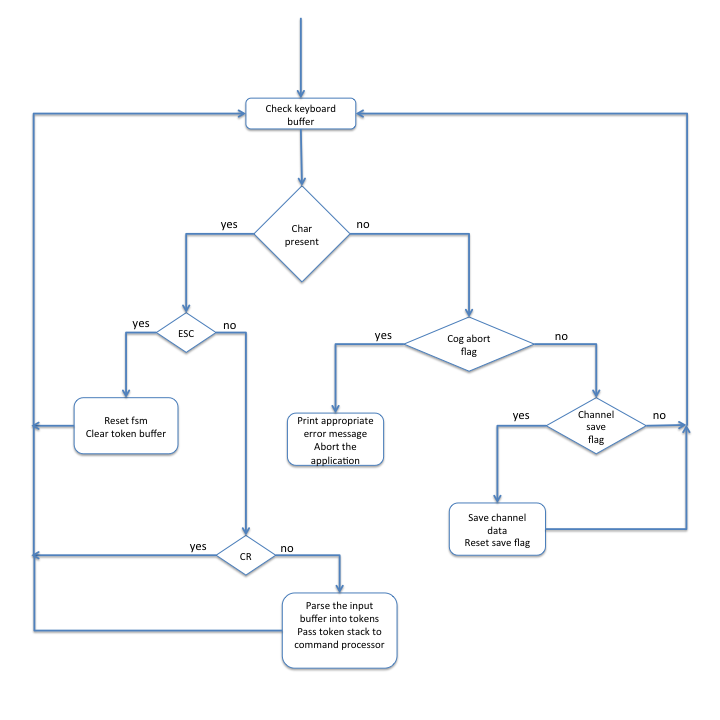 Check keyboard
buffer
Char
present
yes
no
ESC
yes
no
Cog abort
flag
yes
no
Reset fsm
Clear token buffer
Print appropriate
error message
Abort the
application
Channel
save
flag
yes
no
Save channel
data
Reset save flag
CR
yes
no
Parse the input
buffer into tokens
Pass token stack to
command processor